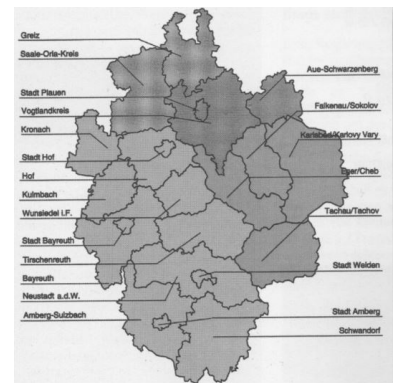 Greiz
Saale-Orla-Kreis
Stadt Plauen
Vogtlandkreis
Kronach
Stadt Hof
Hof
Kulmbach
Wunsiedel i.F.
Stadt Bayreuth
Tirschenreuth
Bayreuth
Neustadt a.d.W.
Amberg-Sulzbach
Aue-Schwarzenberg
Falkenau/Sokolov
Karlsbad/Karlovy Vary
Eger/Cheb
Tachau/Tachov
Stadt Weiden
Stadt Amberg
Schwandorf